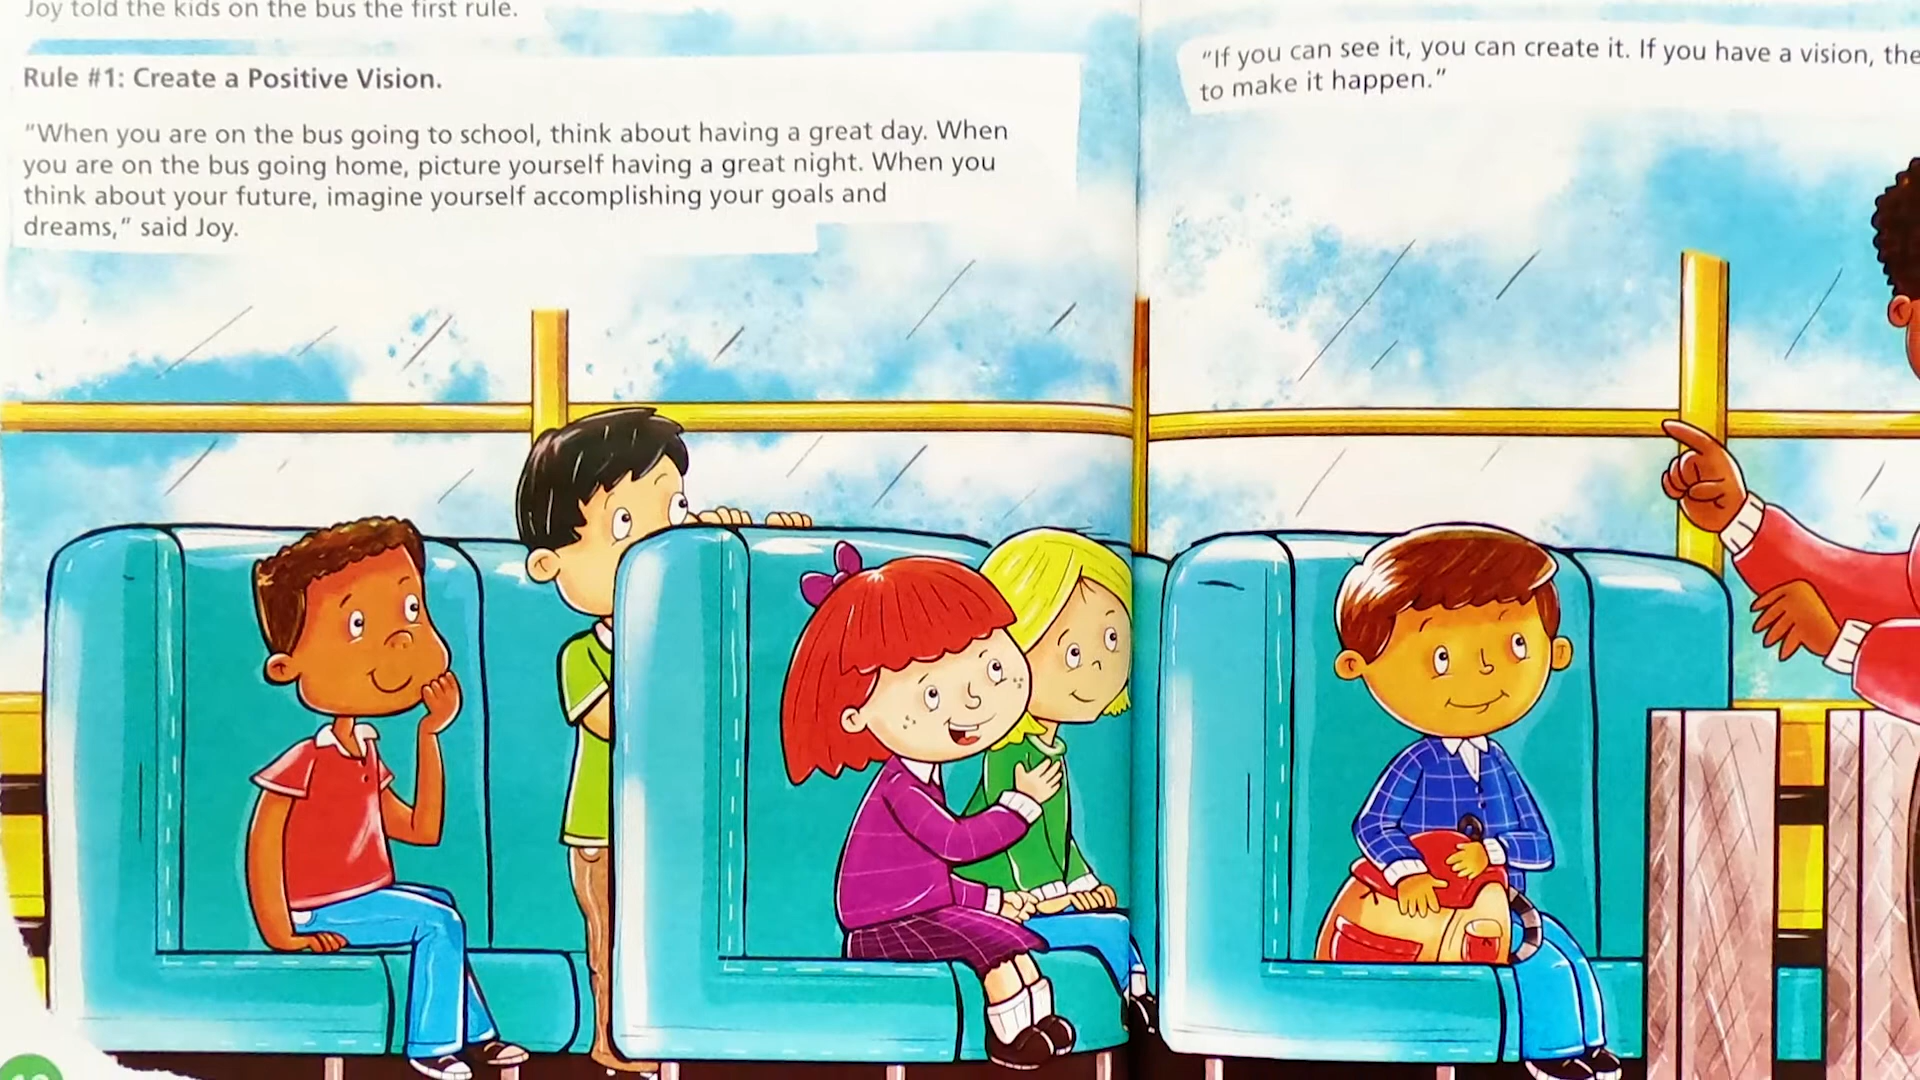 Joy told the kids on the bus the first rule.
Rule #1: Create a Positive Vision.
“When you are on the bus going to school, think about having a great day. When
you are on the bus going home, picture yourself having a great night. When you
think about your future, imagine yourself accomplishing your goals and
dreams,” said Joy.
“If you can see it, you can create it. If you have a vision, the
to make it happen.”